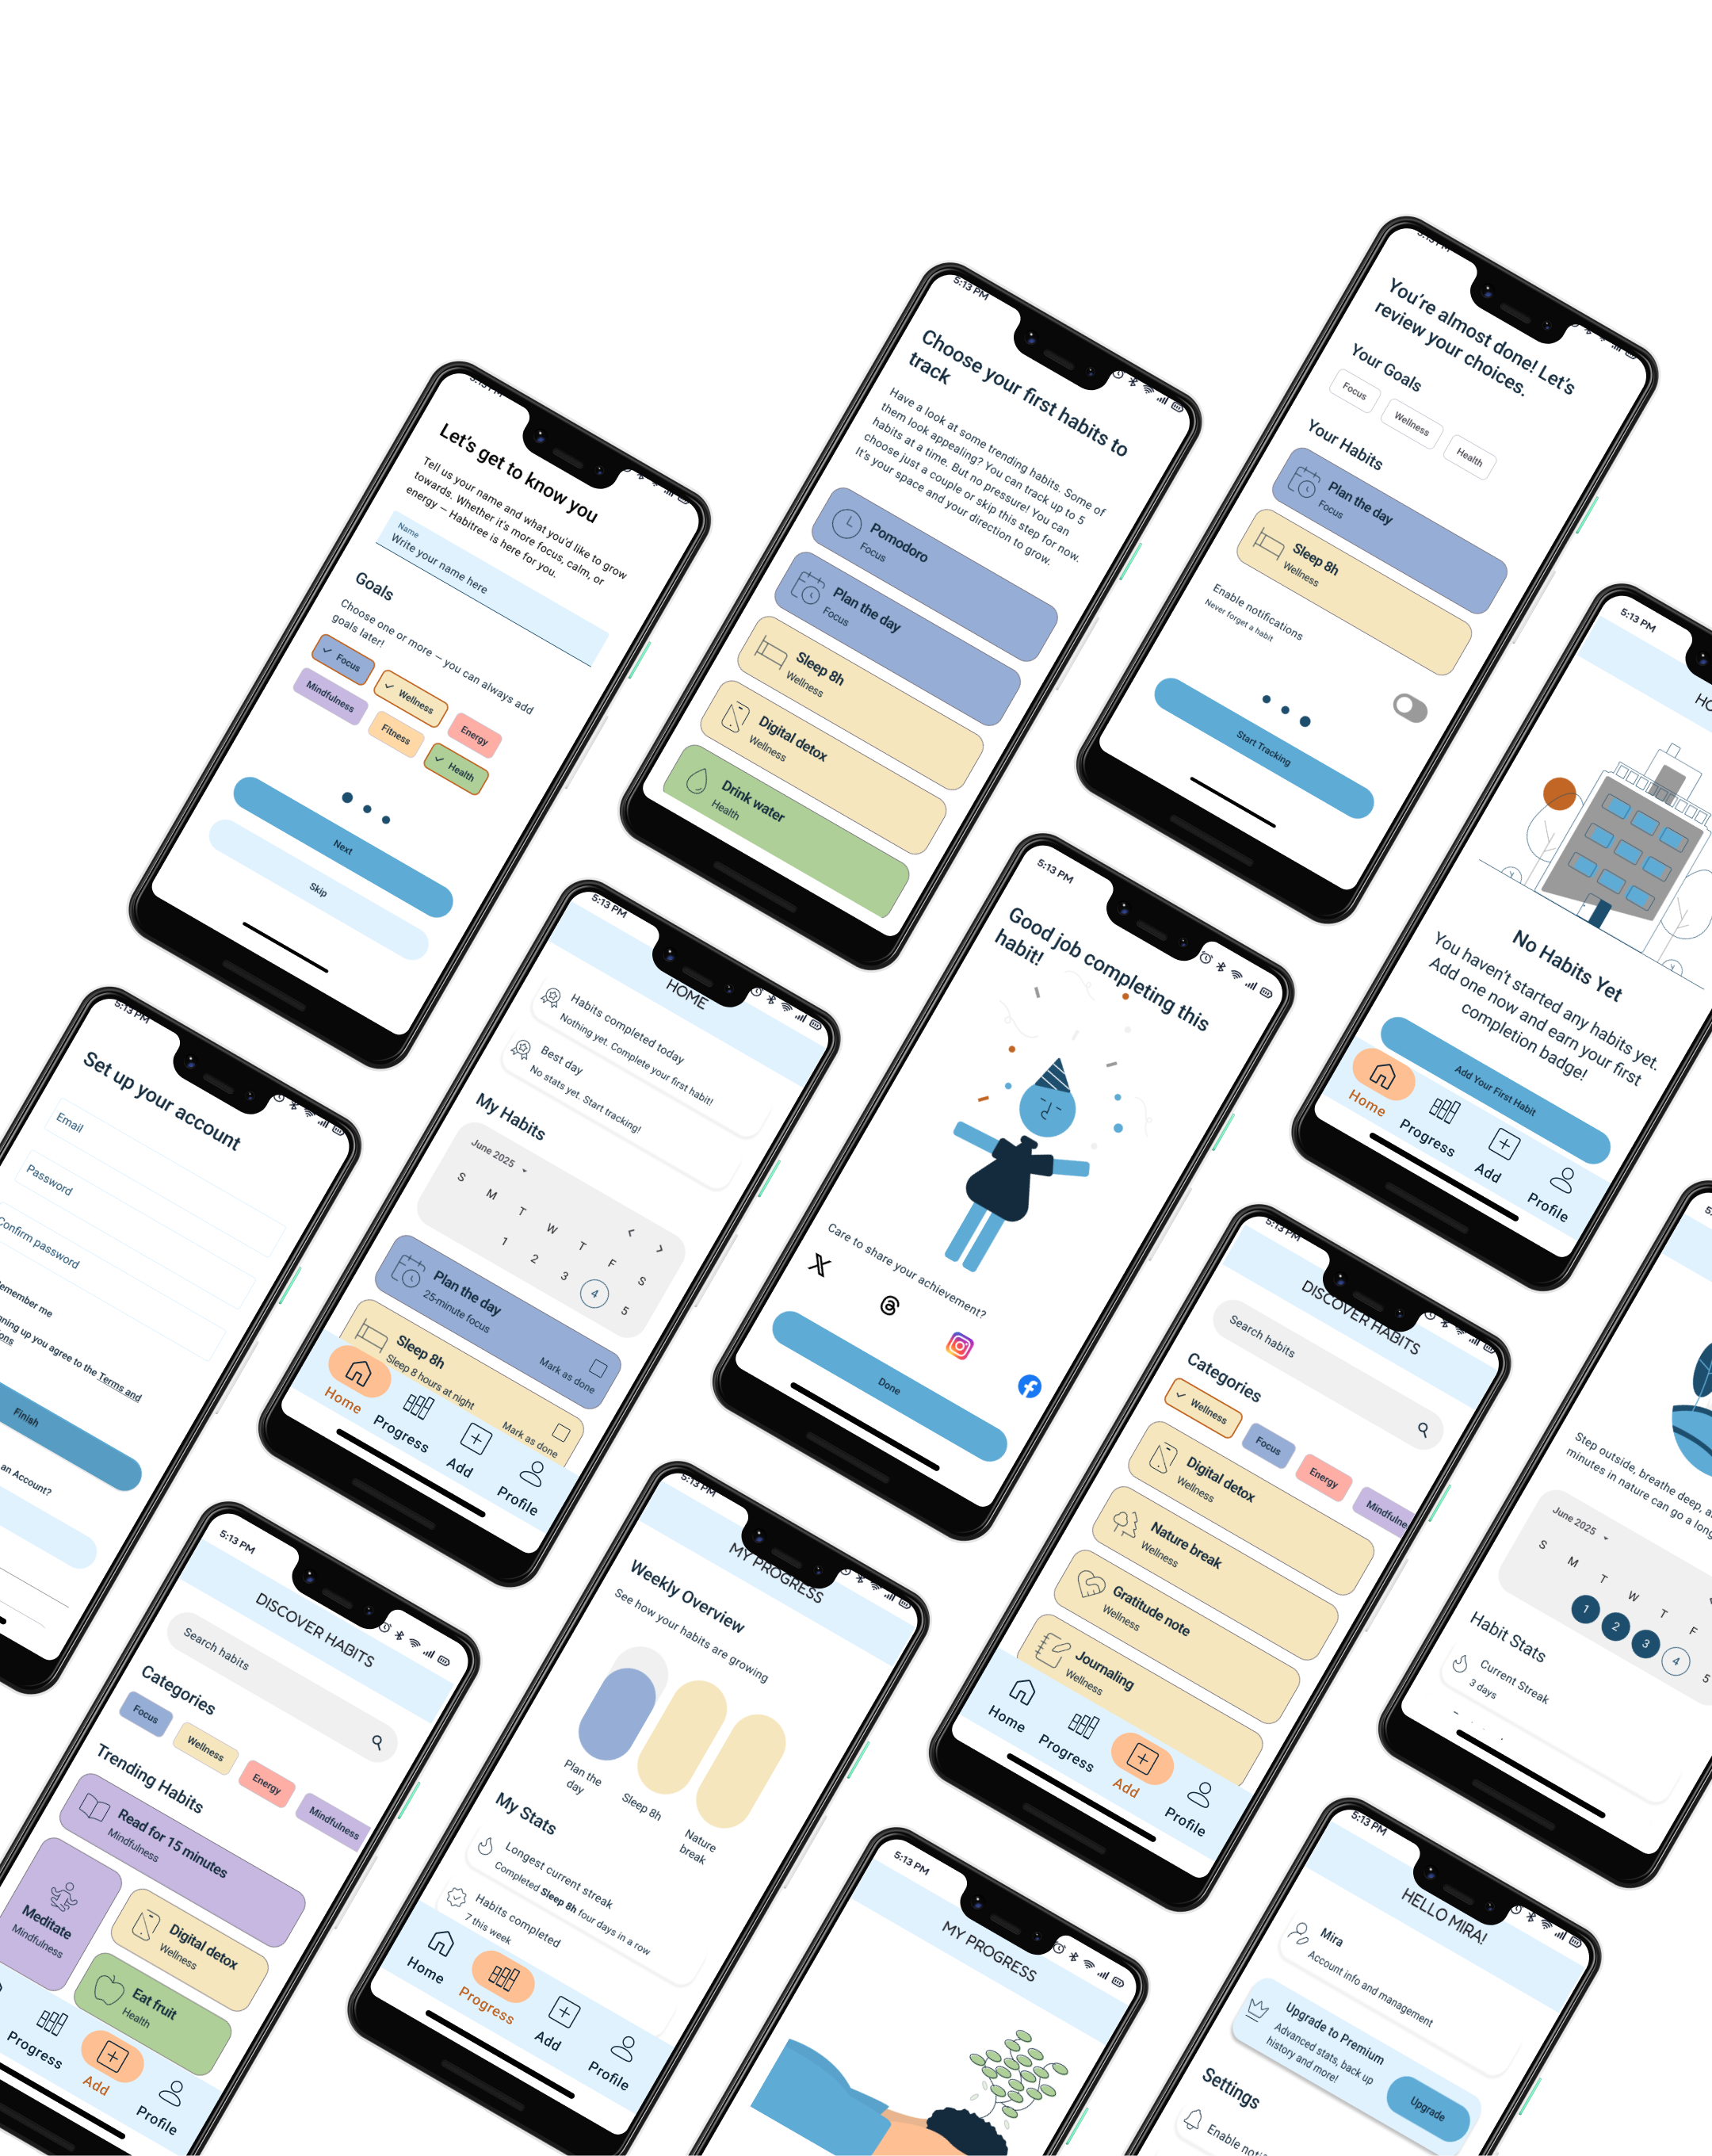 5:13 PM
Let's get to know you
Tell us your name and what you'd like to grow
towards. Whether it's more focus, calm, or
energy — Habitree is here for you.
Name
Write your name here
Goals
Choose one or more — you can always add
goals later!
Focus
Wellness
Energy
Mindfulness
Fitness
Health
Next
Skip
5:13 PM
Choose your first habits to
track
Have a look at some trending habits. Some of
them look appealing? You can track up to 5
habits at a time. But no pressure! You can
choose just a couple or skip this step for now.
It's your space and your direction to grow.
Pomodoro
Focus
Plan the day
Focus
Sleep 8h
Wellness
Digital detox
Wellness
Drink water
Health
5:13 PM
You're almost done! Let's
review your choices.
Your Goals
Focus
Wellness
Health
Your Habits
Plan the day
Focus
Sleep 8h
Wellness
Enable notifications
Never forget a habit
Start Tracking
5:13 PM
No Habits Yet
You haven't started any habits yet.
Add one now and earn your first
completion badge!
Add Your First Habit
Home
Progress
Add
Profile
5:13 PM
Set up your account
Email
Password
Confirm password
Remember me
you agree to the Terms and
Finish
an Account?
5:13 PM
HOME
Habits completed today
Nothing yet. Complete your first habit!
Best day
No stats yet. Start tracking!
My Habits
June 2025
< >
S M T W T F S
1 2 3 4 5
Plan the day
25-minute focus
Mark as done
Sleep 8h
Sleep 8 hours at night
Mark as done
Home
Progress
Add
Profile
5:13 PM
Good job completing this
habit!
Care to share your achievement?
Done
5:13 PM
DISCOVER HABITS
Search habits
Categories
Wellness
Focus
Energy
Mindfulne
Digital detox
Wellness
Nature break
Wellness
Gratitude note
Wellness
Journaling
Wellness
Home
Progress
Add
Profile
Step outside, breathe deep,
minutes in nature can go a
June 2025
S M T W T F
1 2 3 4 5
Habit Stats
Current Streak
3 days
5:13 PM
DISCOVER HABITS
Search habits
Categories
Focus
Wellness
Energy
Mindfulness
Trending Habits
Read for 15 minutes
Mindfulness
Meditate
Mindfulness
Digital detox
Wellness
Eat fruit
Health
Progress
Add
Profile
5:13 PM
MY PROGRESS
Weekly Overview
See how your habits are growing
Plan the
day
Sleep 8h
Nature
break
My Stats
Longest current streak
Completed Sleep 8h four days in a row
Habits completed
7 this week
Home
Progress
Add
Profile
5:13 PM
MY PROGRESS
5:13 PM
HELLO MIRA!
Mira
Account info and management
Upgrade to Premium
Advanced stats, back up
history and more!
Upgrade
Settings
Enable